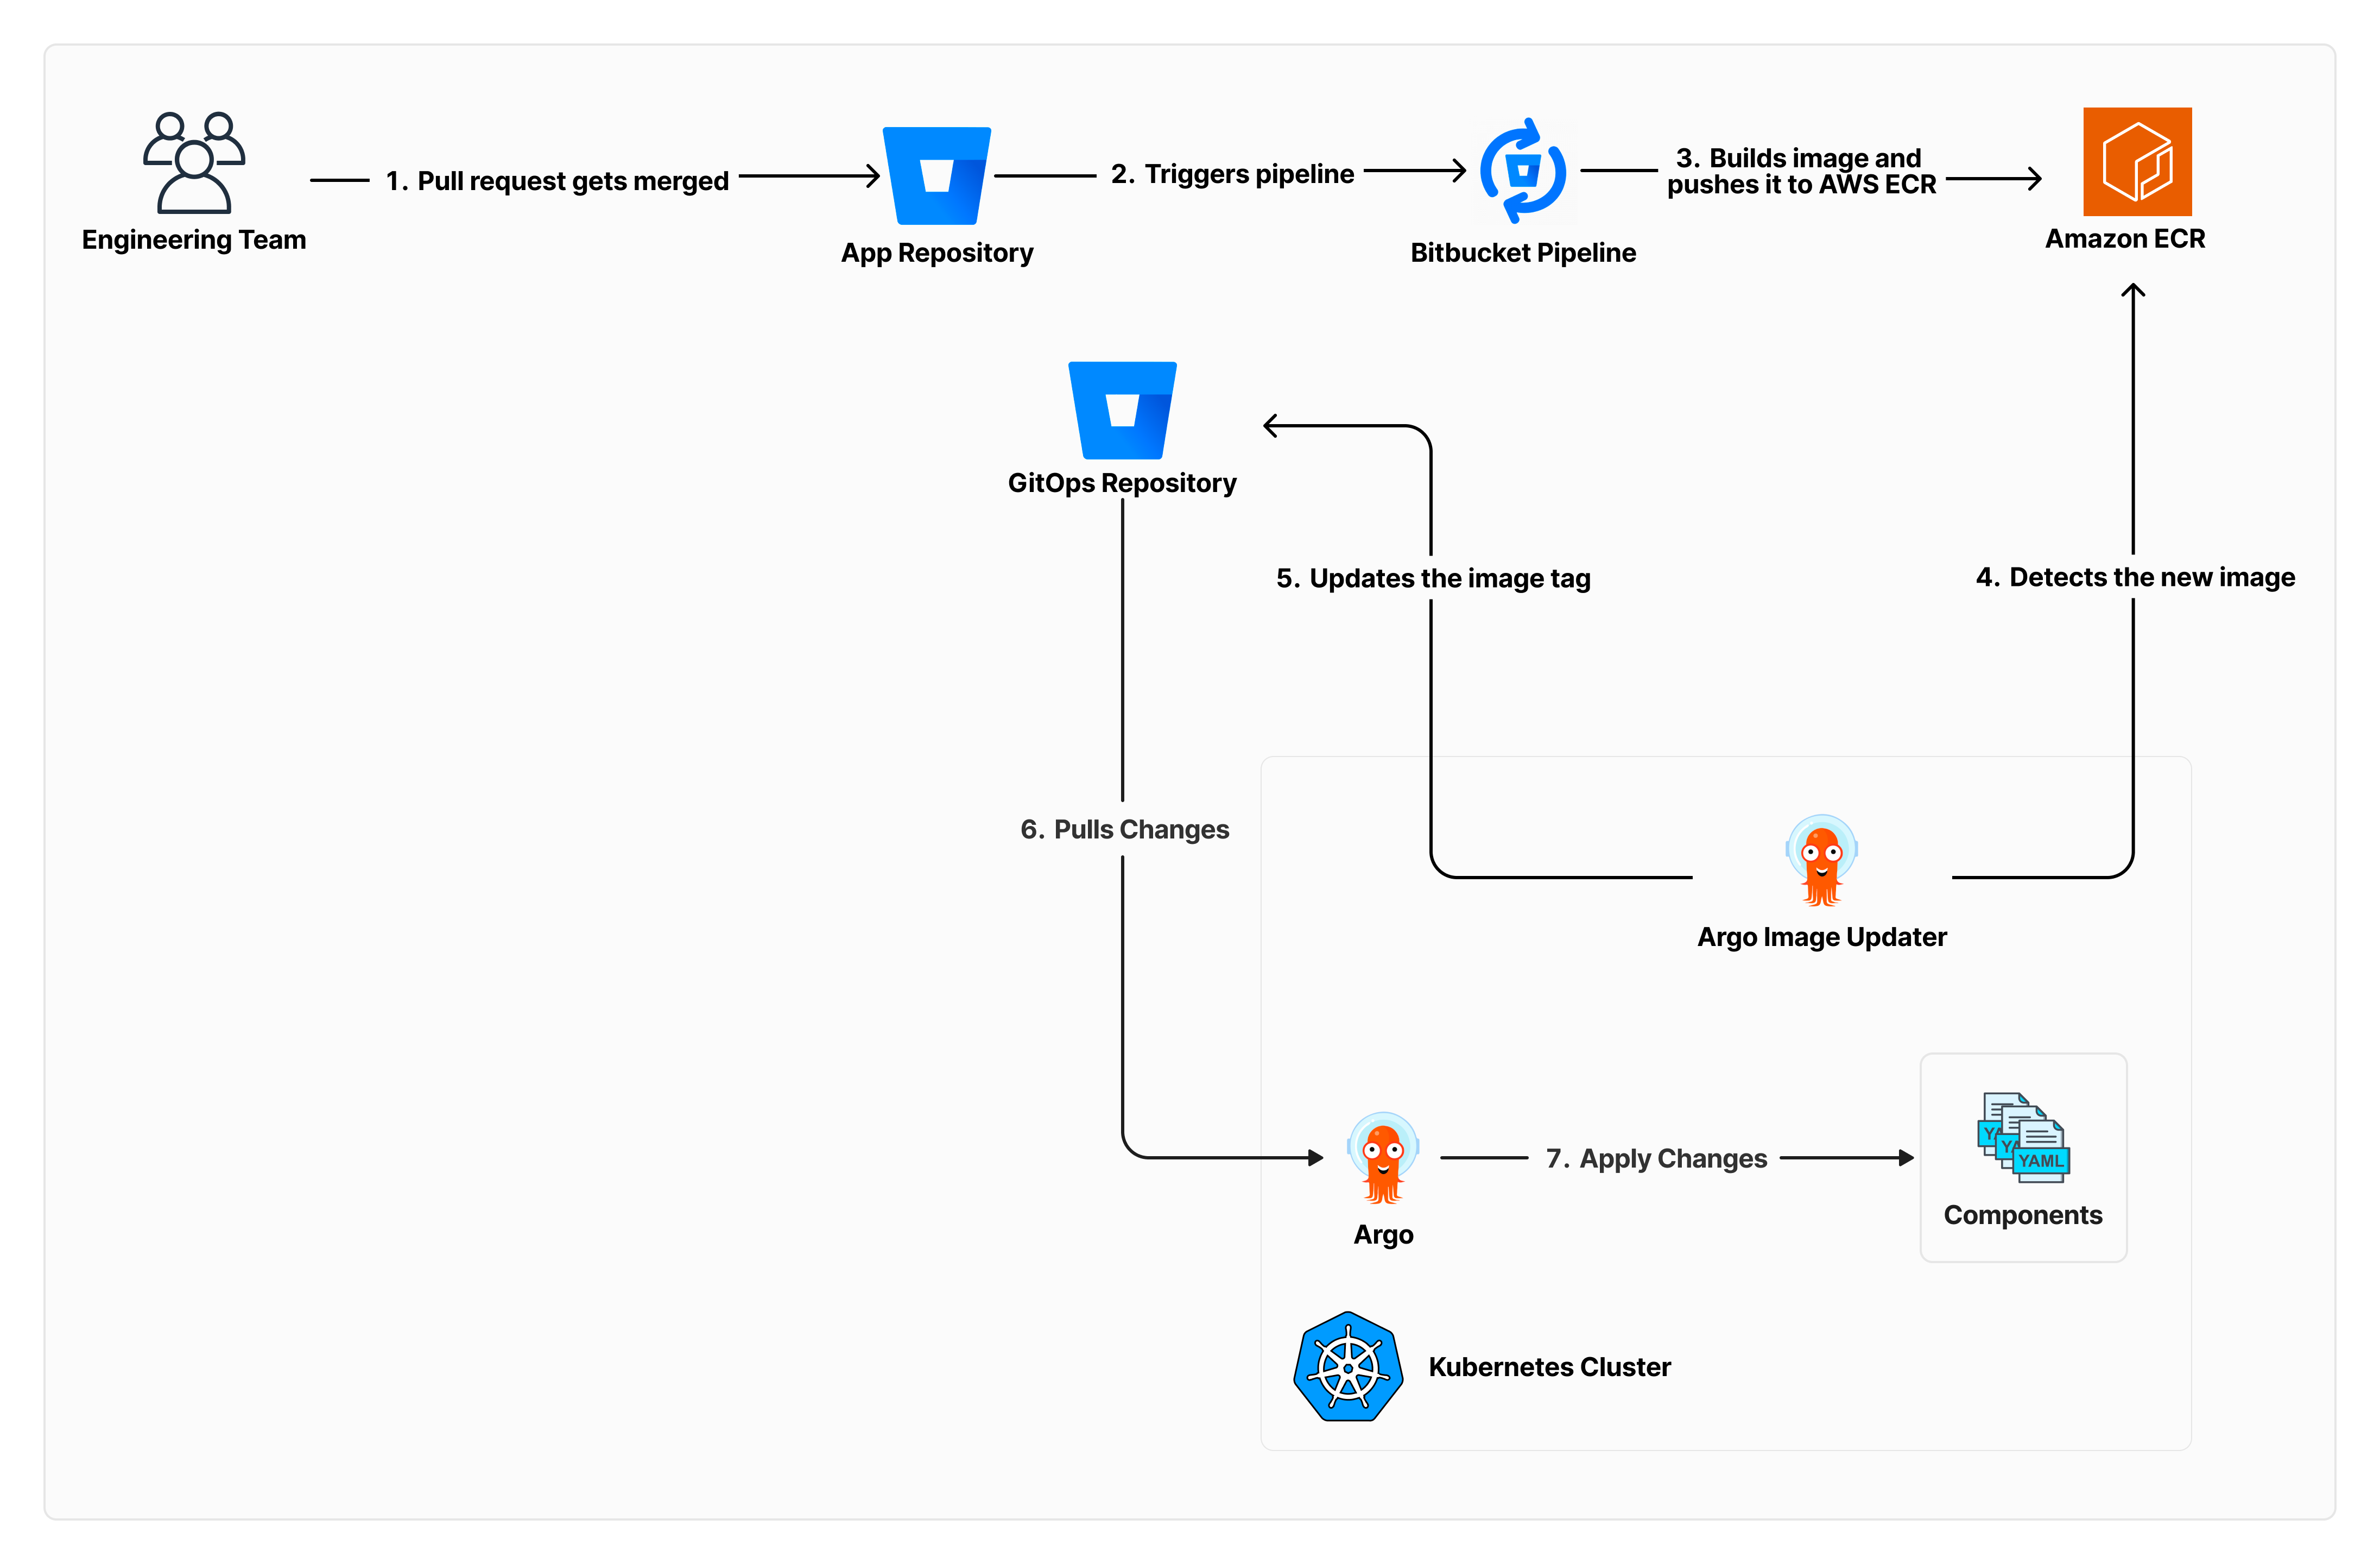 1. Pull request gets merged
2. Triggers pipeline
3. Builds image and
pushes it to AWS ECR
Engineering Team
App Repository
Bitbucket Pipeline
Amazon ECR
GitOps Repository
5. Updates the image tag
4. Detects the new image
6. Pulls Changes
Argo Image Updater
YA
YA
YAML
7. Apply Changes
Components
Argo
Kubernetes Cluster